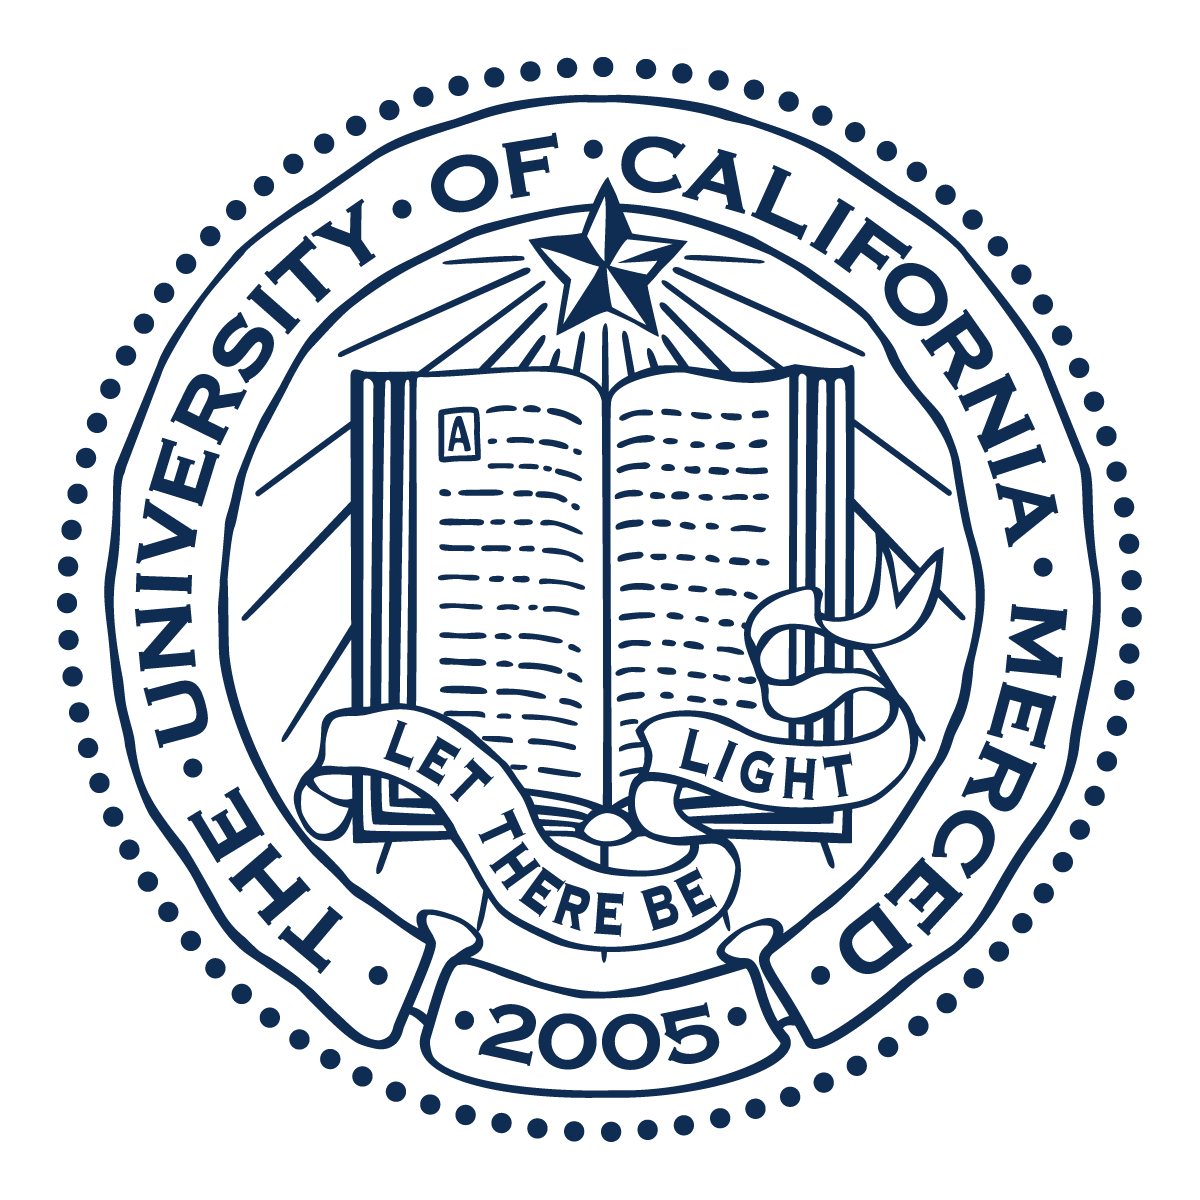 ·THE·UNIVERSITY·OF·CALIFORNIA·MERCED·
A
LET THERE BE
LIGHT
·2005·